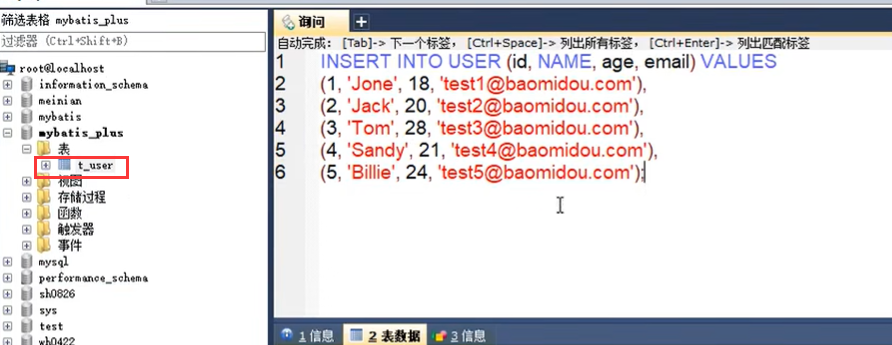 筛选表格 mybatis_plus
过滤器 (Ctrl+Shift+B)
root@localhost
information_schema
meinian
mybatis
mybatis_plus
表
t_user
视图
存储过程
函数
触发器
事件
mysql
performance_schema
sh0826
sys
test
wh0422
询问
自动完成: [Tab]-> 下一个标签, [Ctrl+Space]-> 列出所有标签, [Ctrl+Enter]-> 列出匹配标签
1 INSERT INTO USER (id, NAME, age, email) VALUES
2 (1, 'Jone', 18, 'test1@baomidou.com'),
3 (2, 'Jack', 20, 'test2@baomidou.com'),
4 (3, 'Tom', 28, 'test3@baomidou.com'),
5 (4, 'Sandy', 21, 'test4@baomidou.com'),
6 (5, 'Billie', 24, 'test5@baomidou.com');
1 信息 2 表数据 3 信息